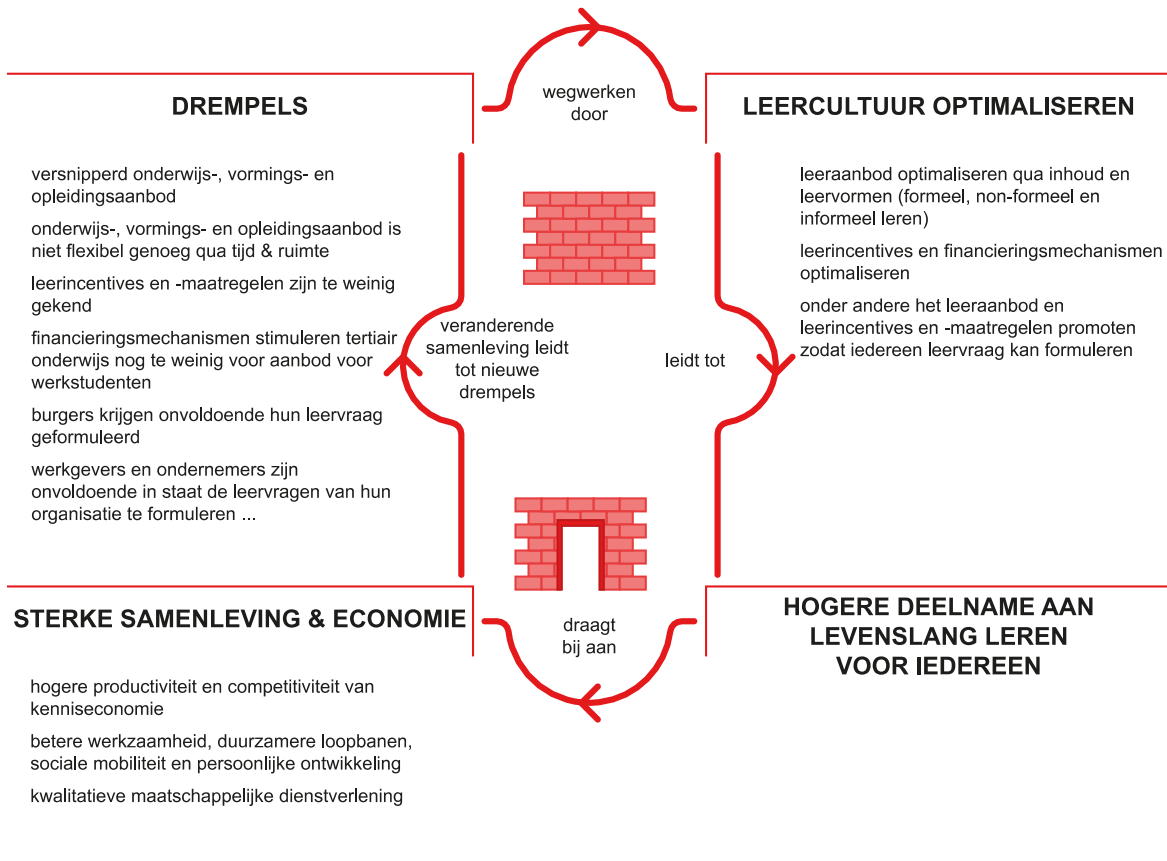 DREMPELS
versnipperd onderwijs-, vormings- en
opleidingsaanbod
onderwijs-, vormings- en opleidingsaanbod is
niet flexibel genoeg qua tijd & ruimte
leerincentives en -maatregelen zijn te weinig
gekend
financieringsmechanismen stimuleren tertiair
onderwijs nog te weinig voor aanbod voor
werkstudenten
burgers krijgen onvoldoende hun leervraag
geformuleerd
werkgevers en ondernemers zijn
onvoldoende in staat de leervragen van hun
organisatie te formuleren ...
wegwerken
door
LEERCULTUUR OPTIMALISEREN
leeraanbod optimaliseren qua inhoud en
leervormen (formeel, non-formeel en
informeel leren)
leerincentives en financieringsmechanismen
optimaliseren
onder andere het leeraanbod en
leerincentives en -maatregelen promoten
zodat iedereen leervraag kan formuleren
leidt tot
HOGERE DEELNAME AAN
LEVENSLANG LEREN
VOOR IEDEREEN
draagt
bij aan
STERKE SAMENLEVING & ECONOMIE
hogere productiviteit en competitiviteit van
kenniseconomie
betere werkzaamheid, duurzamere loopbanen,
sociale mobiliteit en persoonlijke ontwikkeling
kwalitatieve maatschappelijke dienstverlening
veranderende
samenleving leidt
tot nieuwe
drempels